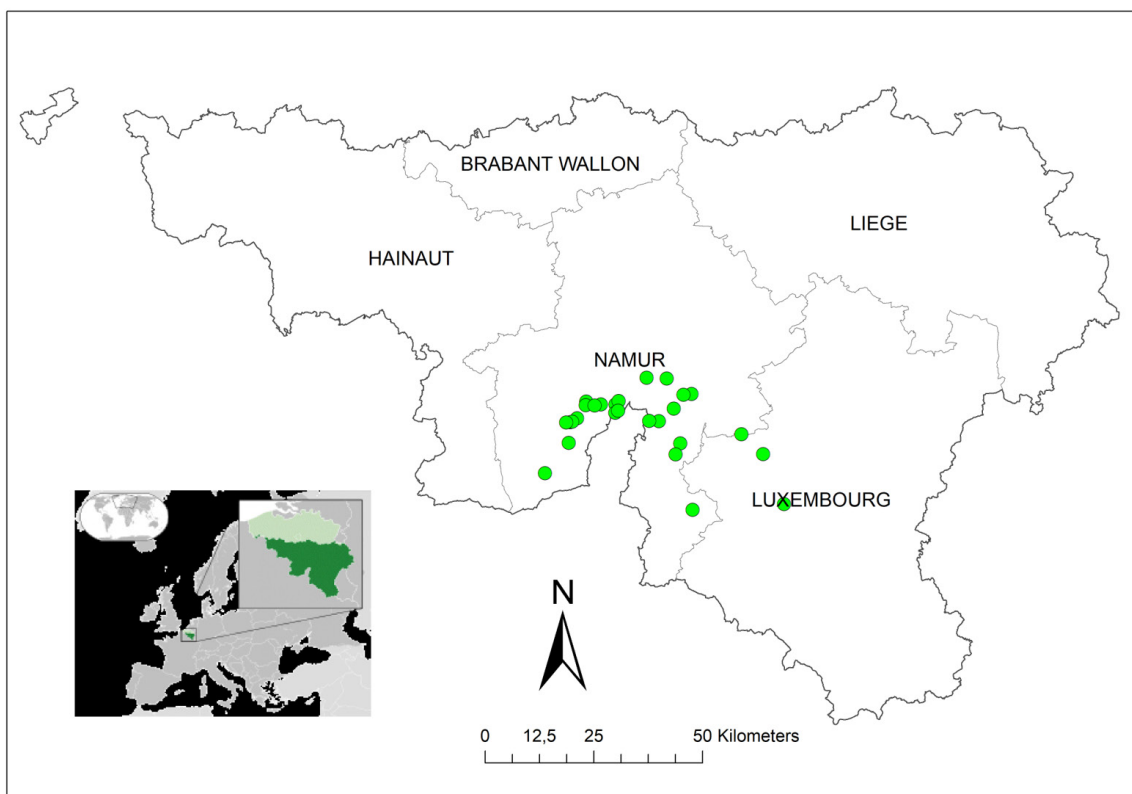 BRABANT WALLON
LIEGE
HAINAUT
NAMUR
LUXEMBOURG
N
0 12,5 25 50 Kilometers